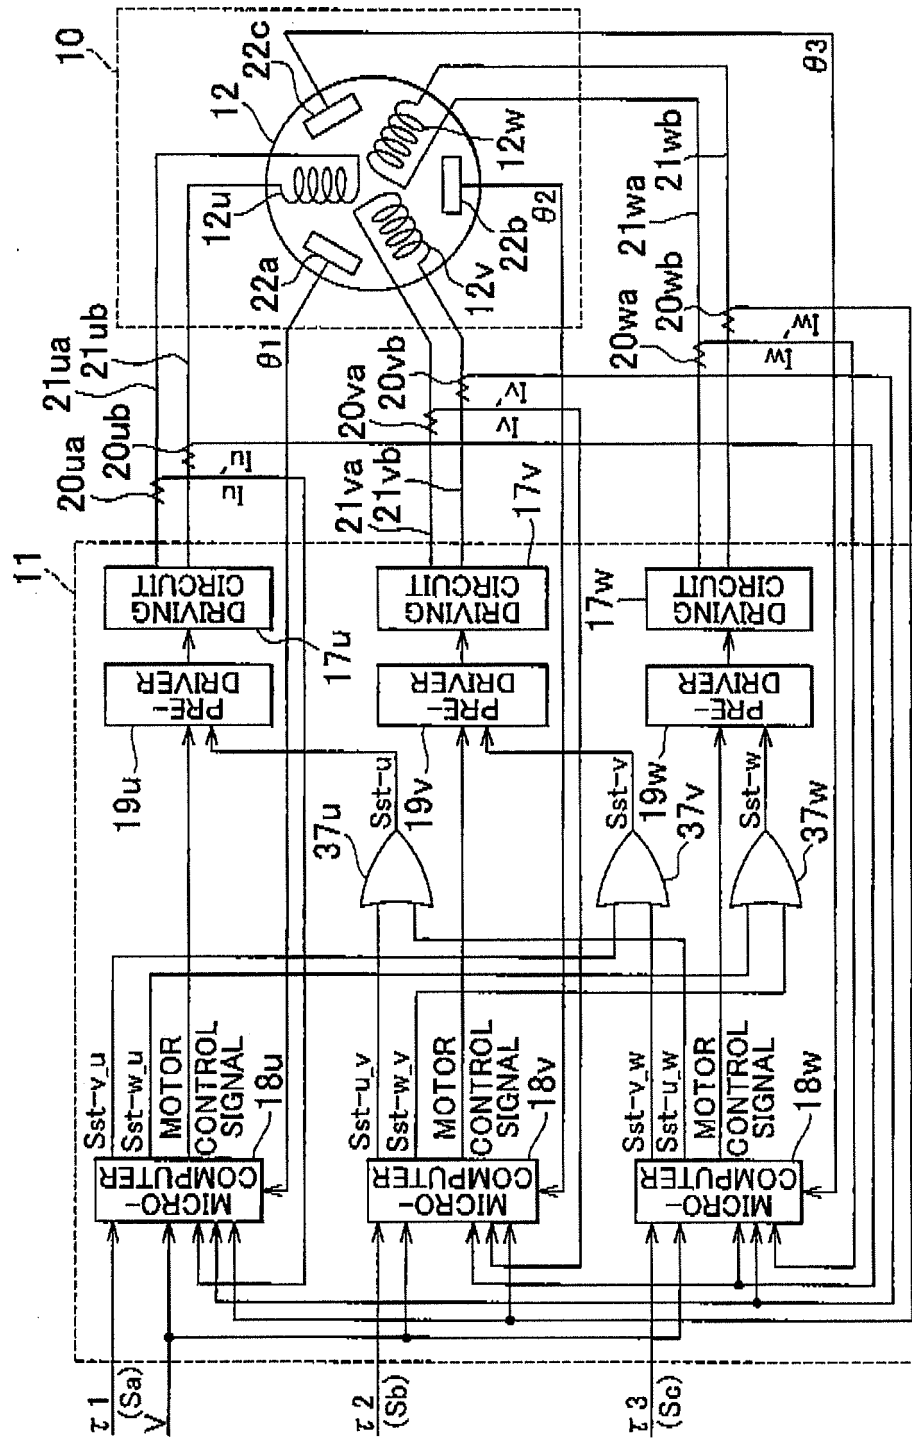 11
10
20ua
20ub
21ua
21ub
12u
12
22c
22a
θ1
Iu
Iu'
19u
17u
PRE-
DRIVER
DRIVING
CIRCUIT
Sst-v_u
Sst-w_u
MOTOR
CONTROL
SIGNAL
18u
MICRO-
COMPUTER
τ1
(Sa)
V
37u
Sst-u
19v
PRE-
DRIVER
DRIVING
CIRCUIT
17v
21va
21vb
20va
20vb
Iv
Iv'
12v
22b
θ2
12w
θ3
Sst-u_v
Sst-w_v
MOTOR
CONTROL
SIGNAL
18v
MICRO-
COMPUTER
τ2
(Sb)
Sst-v
37v
19w
Sst-w
37w
PRE-
DRIVER
DRIVING
CIRCUIT
17w
20wa
20wb
21wa
21wb
Iw
Iw'
Sst-v_w
Sst-u_w
MOTOR
CONTROL
SIGNAL
18w
MICRO-
COMPUTER
τ3
(Sc)